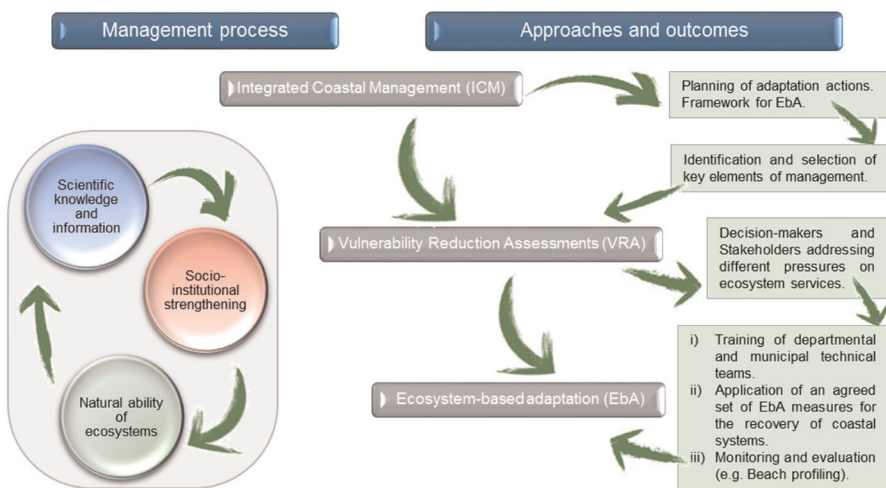 Management process
Approaches and outcomes
Integrated Coastal Management (ICM)
Planning of adaptation actions.
Framework for EbA.
Identification and selection of
key elements of management.
Scientific
knowledge
and
information
Socio-
institutional
strengthening
Natural ability
of
ecosystems
Vulnerability Reduction Assessments (VRA)
Decision-makers and
Stakeholders addressing
different pressures on
ecosystem services.
Ecosystem-based adaptation (EbA)
i) Training of departmental
and municipal technical
teams.
ii) Application of an agreed
set of EbA measures for
the recovery of coastal
systems.
iii) Monitoring and evaluation
(e.g. Beach profiling).